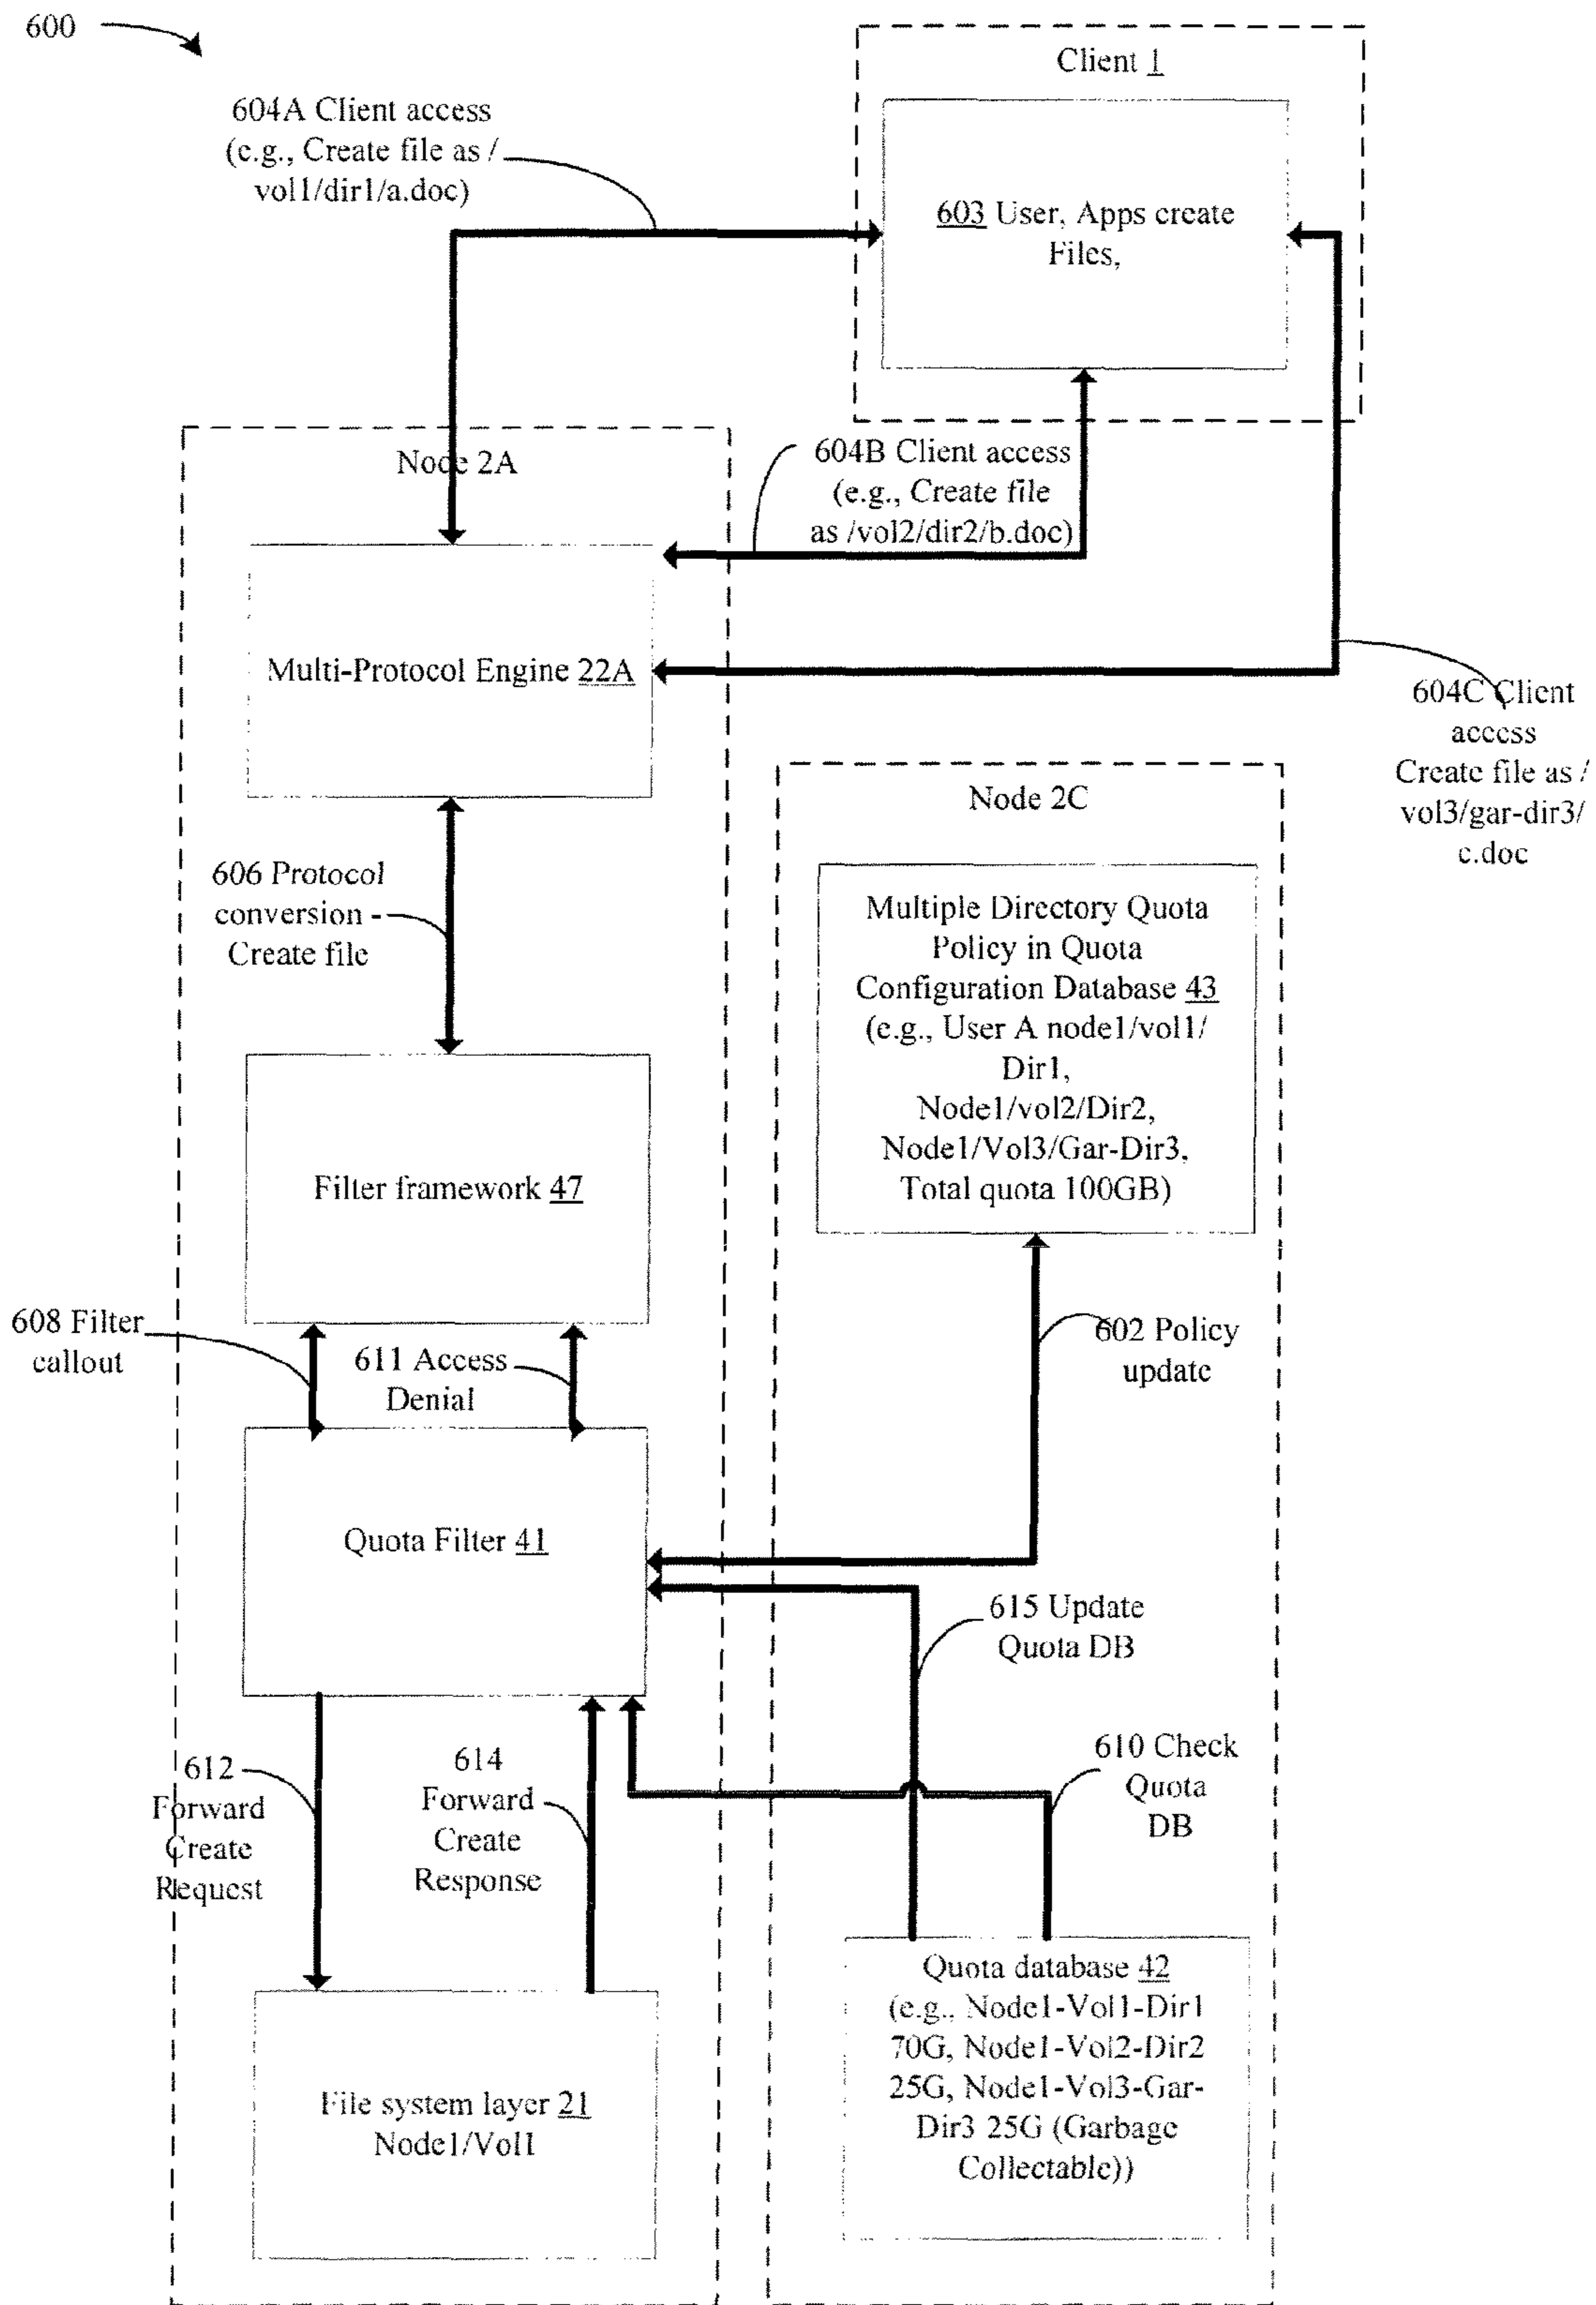 600
Client 1
604A Client access
(e.g., Create file as /
vol1/dir1/a.doc)
603 User, Apps create
Files,
Node 2A
604B Client access
(e.g., Create file
as /vol2/dir2/b.doc)
Multi-Protocol Engine 22A
604C Client
access
Create file as /
vol3/gar-dir3/
c.doc
Node 2C
606 Protocol
conversion -
Create file
Multiple Directory Quota
Policy in Quota
Configuration Database 43
(e.g., User A node1/vol1/
Dir1,
Node1/vol2/Dir2,
Node1/Vol3/Gar-Dir3,
Total quota 100GB)
Filter framework 47
608 Filter
callout
611 Access
Denial
602 Policy
update
Quota Filter 41
615 Update
Quota DB
612
Forward
Create
Request
614
Forward
Create
Response
610 Check
Quota
DB
File system layer 21
Node1/Vol1
Quota database 42
(e.g., Node1-Vol1-Dir1
70G, Node1-Vol2-Dir2
25G, Node1-Vol3-Gar-
Dir3 25G (Garbage
Collectable))